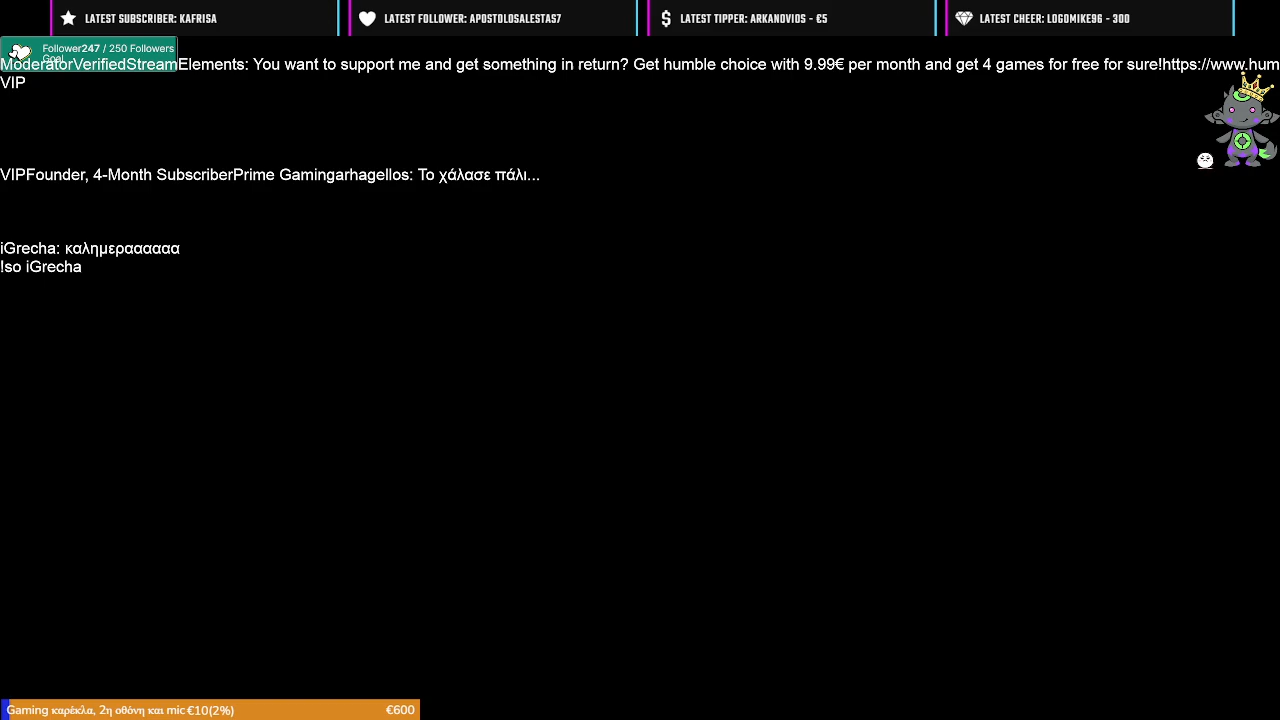 LATEST SUBSCRIBER: KAFRISA
LATEST FOLLOWER: APOSTOLOSALESTAS7
LATEST TIPPER: ARKANOVIOS - €5
LATEST CHEER: LOGOMIKE96 - 300
Follower247 / 250 Followers
Goal
ModeratorVerifiedStreamElements: You want to support me and get something in return? Get humble choice with 9.99€ per month and get 4 games for free for sure!https://www.hum
VIP
VIPFounder, 4-Month SubscriberPrime Gamingarhagellos: Το χάλασε πάλι...
iGrecha: καλημεραααααα
!so iGrecha
Gaming καρέκλα, 2η οθόνη και mic €10(2%) €600